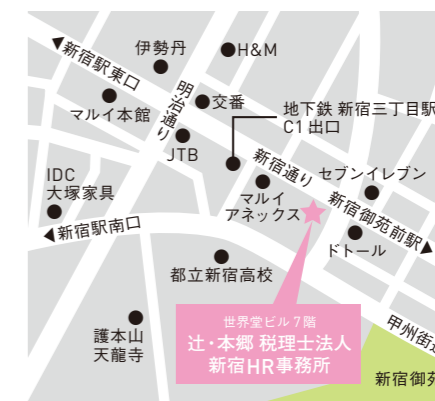 伊勢丹
H&M
新宿駅東口
明治通り
マルイ本館
交番
地下鉄 新宿三丁目駅
C1 出口
JTB
新宿通り
セブンイレブン
IDC
大塚家具
マルイ
アネックス
新宿御苑前駅
新宿駅南口
ドトール
都立新宿高校
世界堂ビル7階
辻・本郷 税理士法人
新宿HR事務所
護本山
天龍寺
甲州街道
新宿御苑